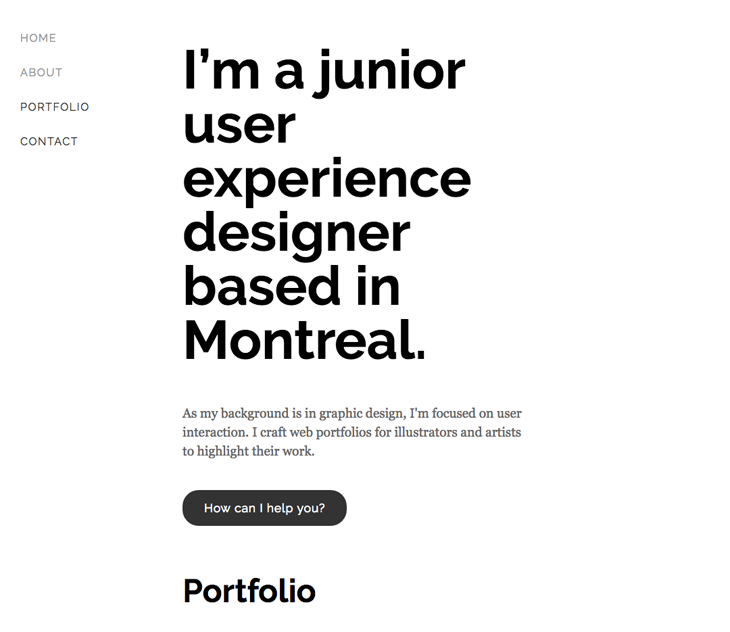 HOME
ABOUT
PORTFOLIO
CONTACT
I’m a junior
user
experience
designer
based in
Montreal.
As my background is in graphic design, I'm focused on user
interaction. I craft web portfolios for illustrators and artists
to highlight their work.
How can I help you?
Portfolio